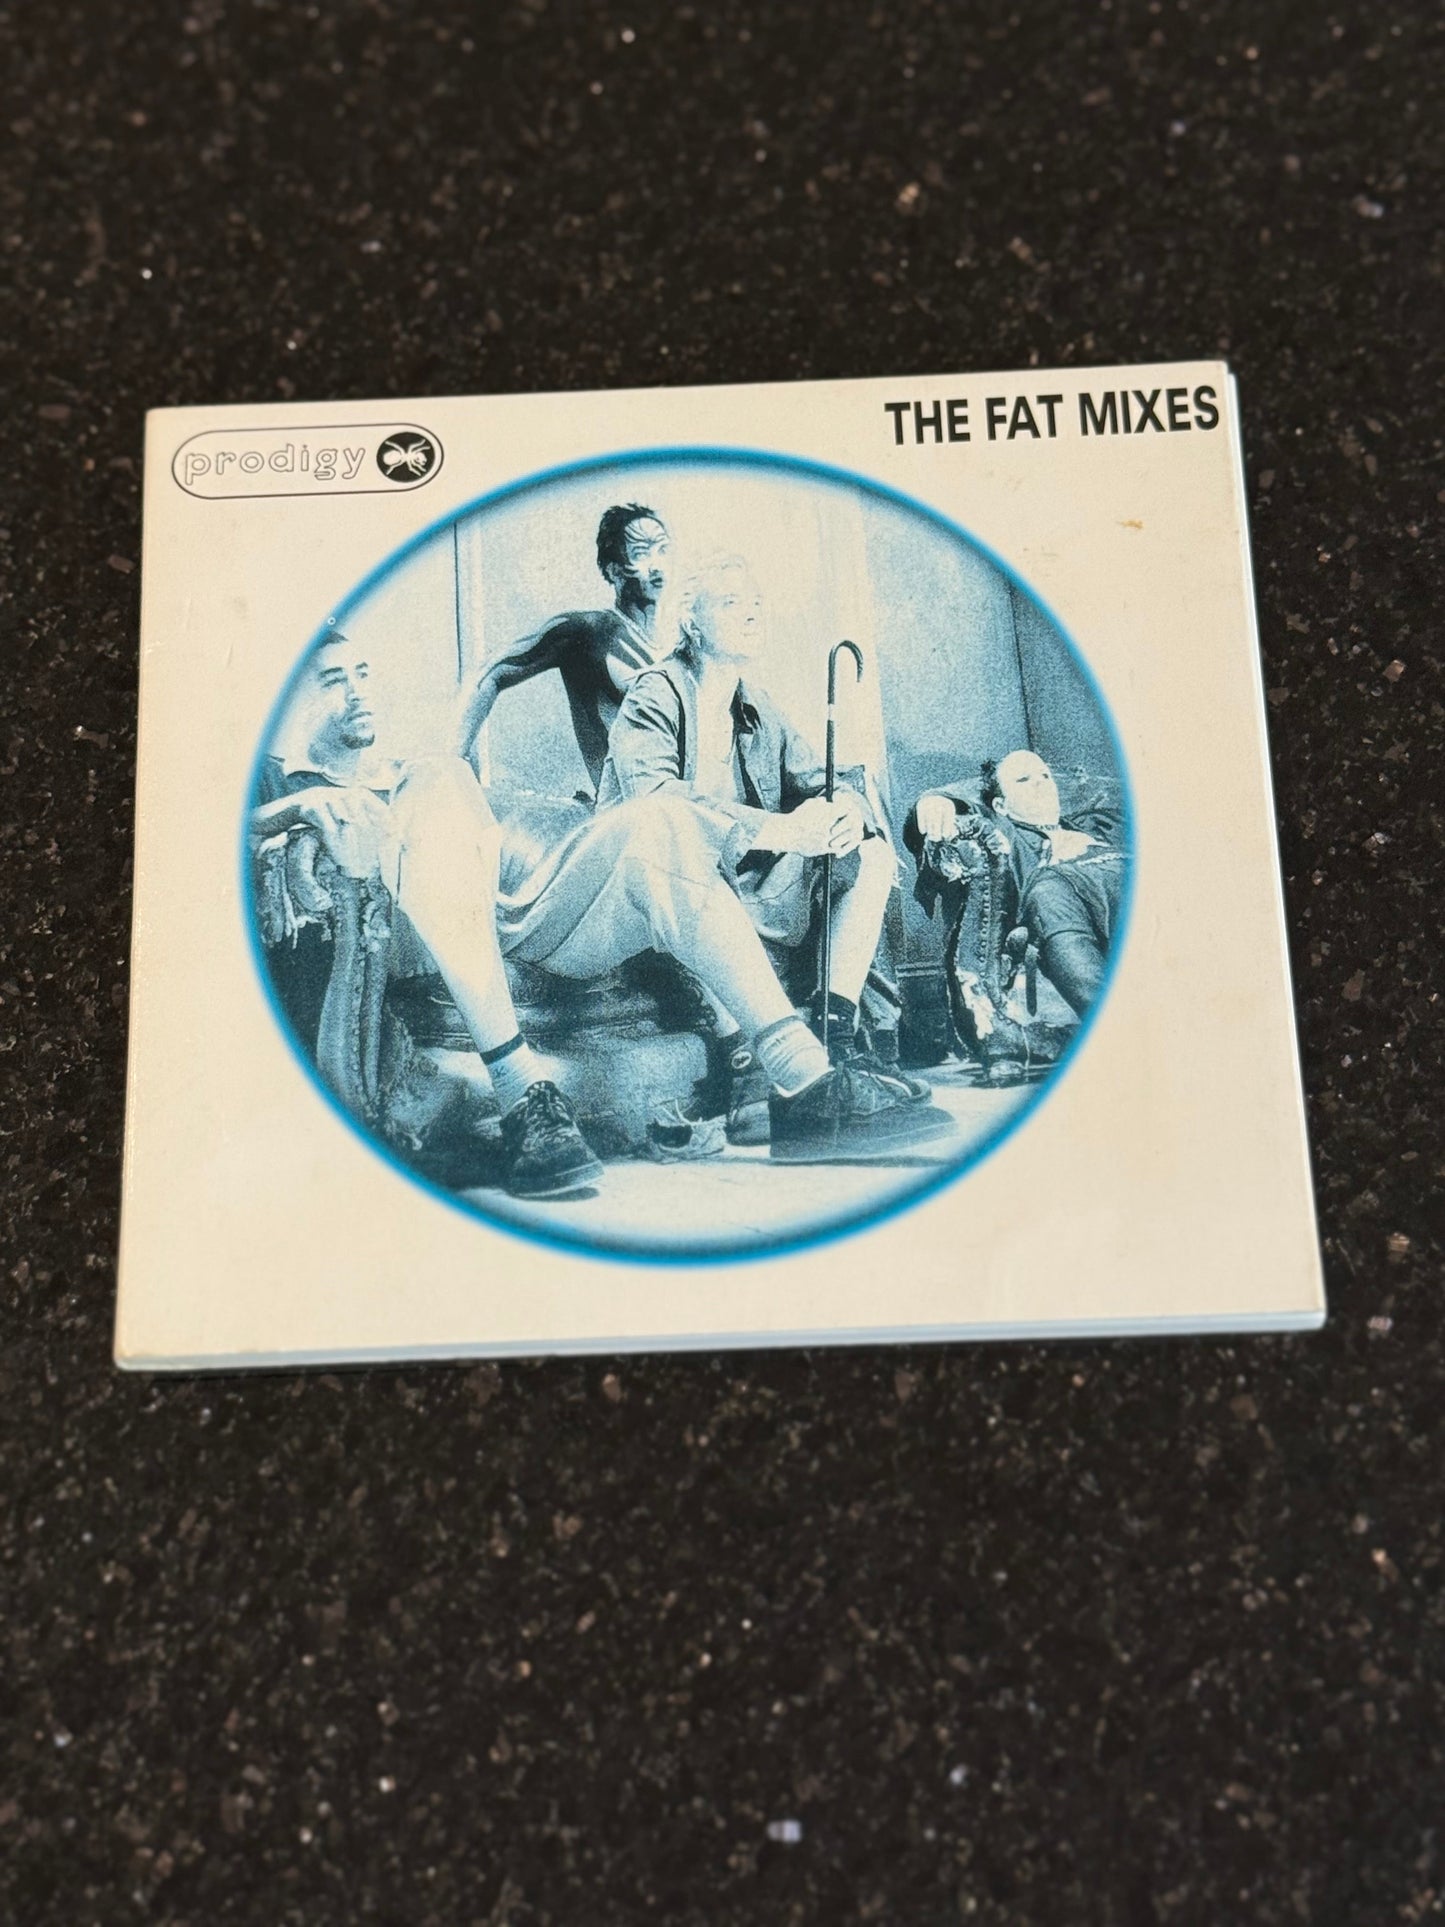 prodigy
THE FAT MIXES